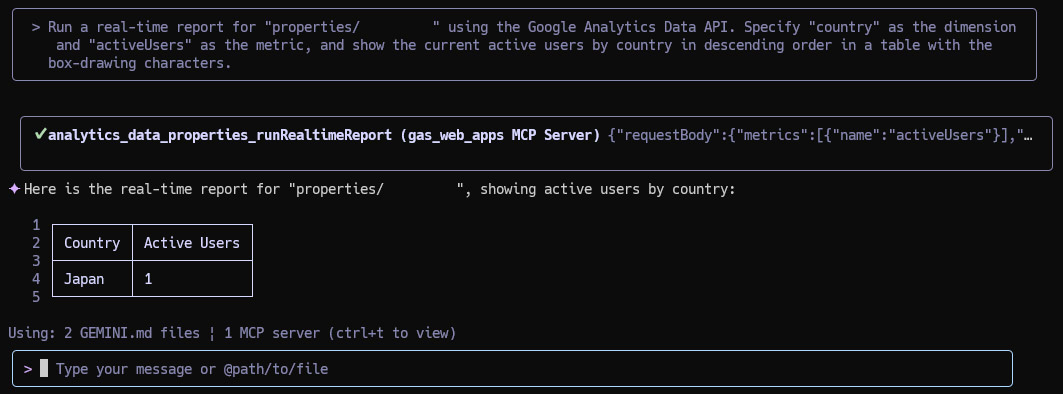 > Run a real-time report for "properties/         " using the Google Analytics Data API. Specify "country" as the dimension
and "activeUsers" as the metric, and show the current active users by country in descending order in a table with the
box-drawing characters.
✔analytics_data_properties_runRealtimeReport (gas_web_apps MCP Server) {"requestBody":{"metrics":[{"name":"activeUsers"}],"…
✦ Here is the real-time report for "properties/         ", showing active users by country:
1
2 Country Active Users
3
4 Japan 1
5
Using: 2 GEMINI.md files ¦ 1 MCP server (ctrl+t to view)
> Type your message or @path/to/file